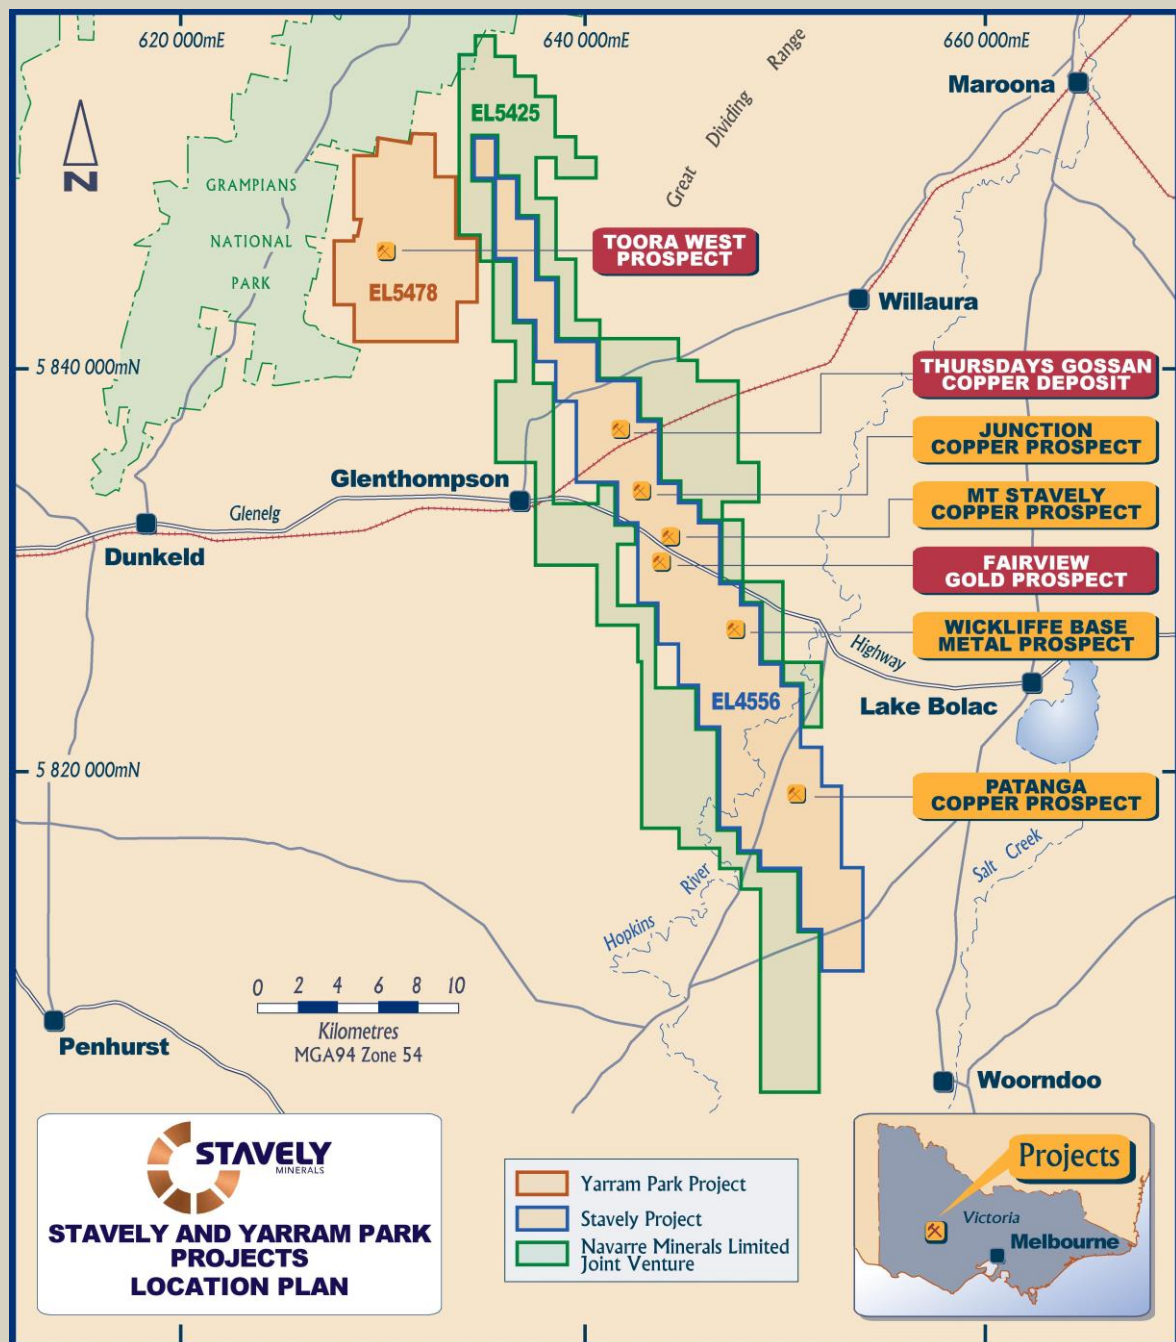 620 000mE
640 000mE
660 000mE
Great Dividing Range
Maroona
EL5425
N
GRAMPIANS
NATIONAL
PARK
TOORA WEST
PROSPECT
EL5478
Willaura
5 840 000mN
THURSDAYS GOSSAN
COPPER DEPOSIT
JUNCTION
COPPER PROSPECT
Glenthompson
MT STAVELY
COPPER PROSPECT
Glenelg
Dunkeld
FAIRVIEW
GOLD PROSPECT
WICKLIFFE BASE
METAL PROSPECT
Highway
EL4556
Lake Bolac
5 820 000mN
PATANGA
COPPER PROSPECT
Salt Creek
Hopkins River
0 2 4 6 8 10
Kilometres
MGA94 Zone 54
Penhurst
Woorndoo
STAVELY
MINERALS
STAVELY AND YARRAM PARK
PROJECTS
LOCATION PLAN
Yarram Park Project
Stavely Project
Navarre Minerals Limited
Joint Venture
Projects
Victoria
Melbourne